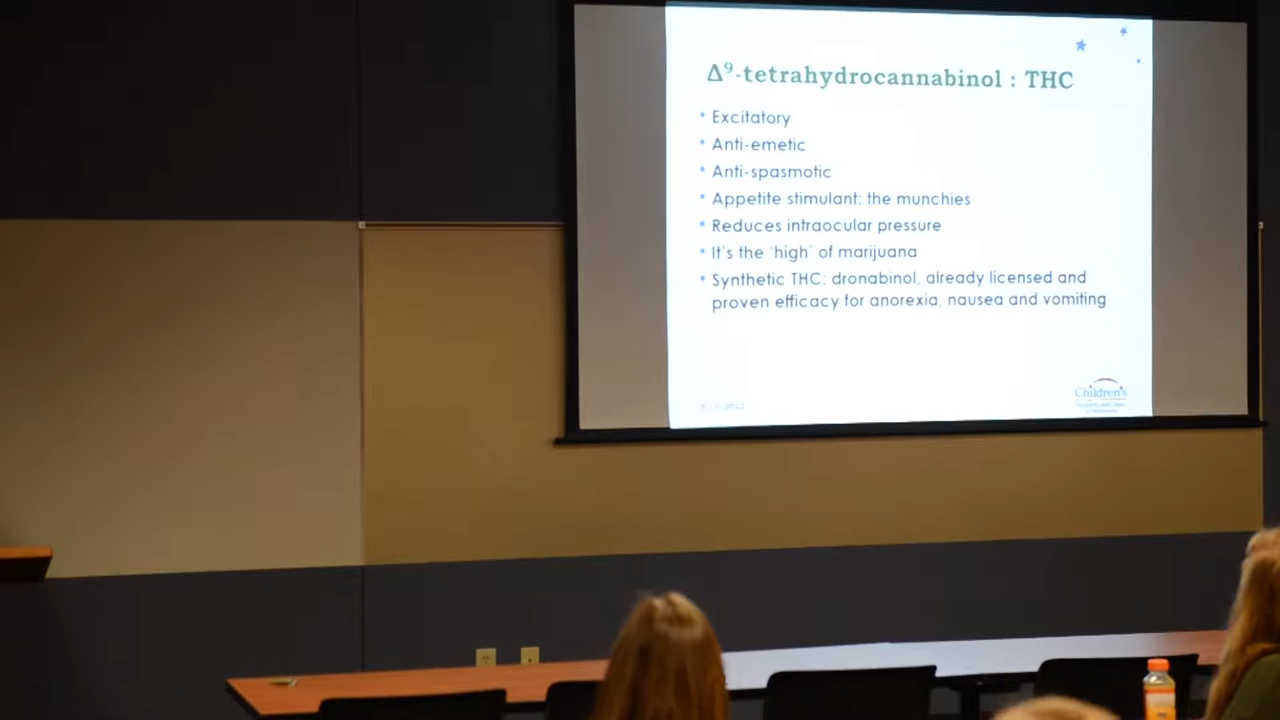 Δ⁹-tetrahydrocannabinol : THC
• Excitatory
• Anti-emetic
• Anti-spasmotic
• Appetite stimulant: the munchies
• Reduces intraocular pressure
• It's the 'high' of marijuana
• Synthetic THC: dronabinol, already licensed and
proven efficacy for anorexia, nausea and vomiting
Children's